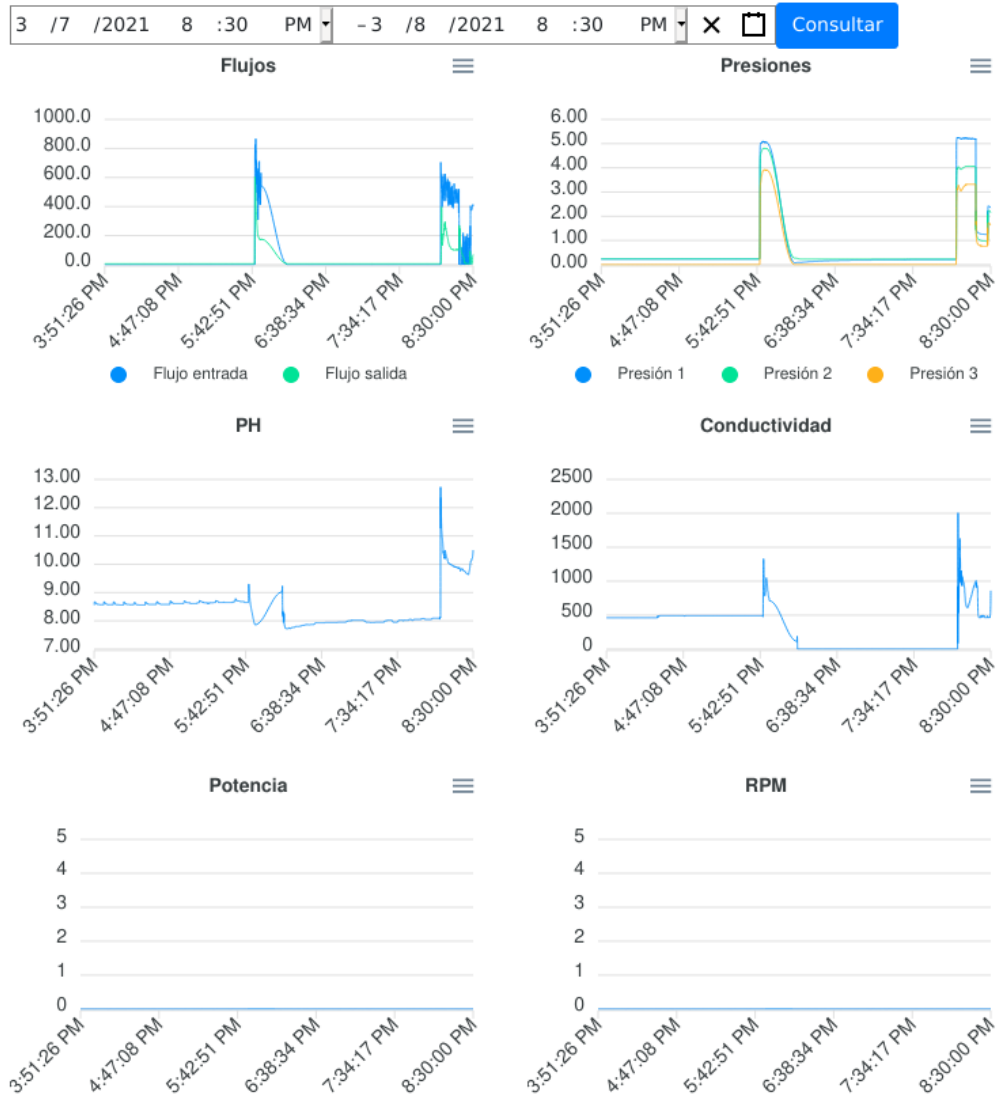 3 /7 /2021 8 :30 PM – 3 /8 /2021 8 :30 PM Consultar
Flujos
1000.0
800.0
600.0
400.0
200.0
0.0
3:51:26 PM 4:47:08 PM 5:42:51 PM 6:38:34 PM 7:34:17 PM 8:30:00 PM
Flujo entrada Flujo salida
Presiones
6.00
5.00
4.00
3.00
2.00
1.00
0.00
3:51:26 PM 4:47:08 PM 5:42:51 PM 6:38:34 PM 7:34:17 PM 8:30:00 PM
Presión 1 Presión 2 Presión 3
PH
13.00
12.00
11.00
10.00
9.00
8.00
7.00
3:51:26 PM 4:47:08 PM 5:42:51 PM 6:38:34 PM 7:34:17 PM 8:30:00 PM
Conductividad
2500
2000
1500
1000
500
0
3:51:26 PM 4:47:08 PM 5:42:51 PM 6:38:34 PM 7:34:17 PM 8:30:00 PM
Potencia
5
4
3
2
1
0
3:51:26 PM 4:47:08 PM 5:42:51 PM 6:38:34 PM 7:34:17 PM 8:30:00 PM
RPM
5
4
3
2
1
0
3:51:26 PM 4:47:08 PM 5:42:51 PM 6:38:34 PM 7:34:17 PM 8:30:00 PM